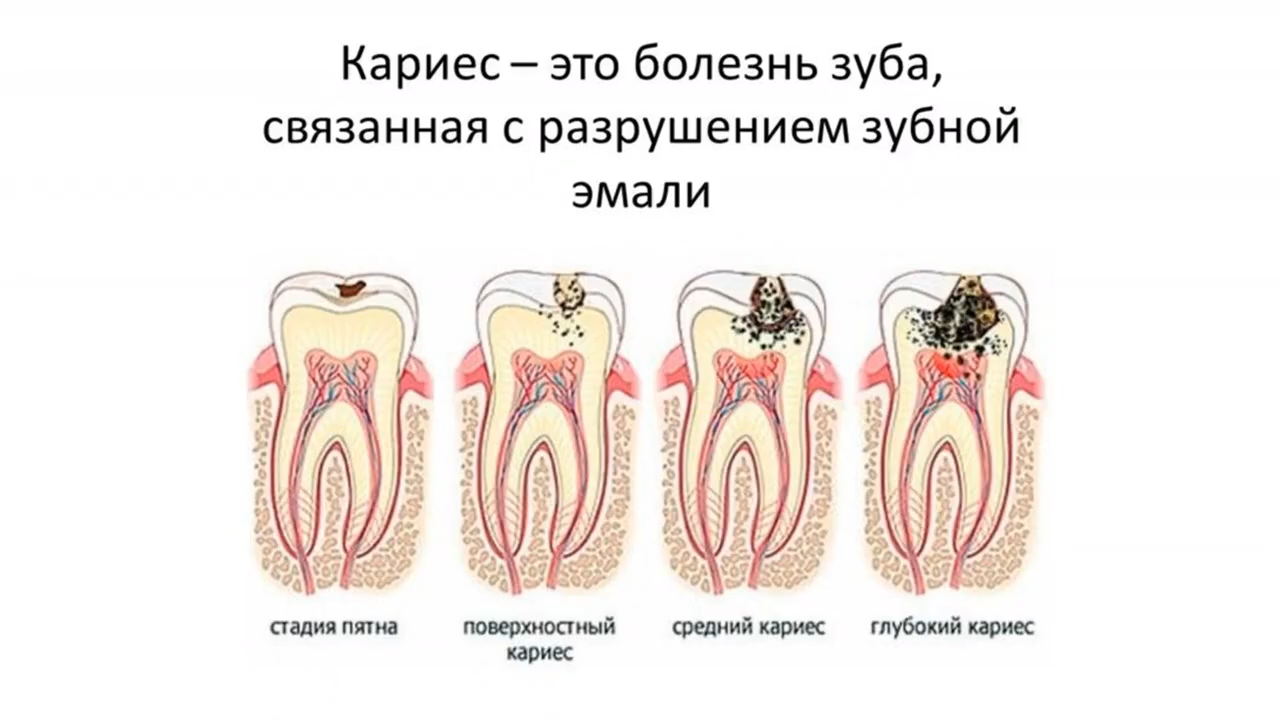 Кариес – это болезнь зуба,
связанная с разрушением зубной
эмали
стадия пятна
поверхностный
кариес
средний кариес
глубокий кариес